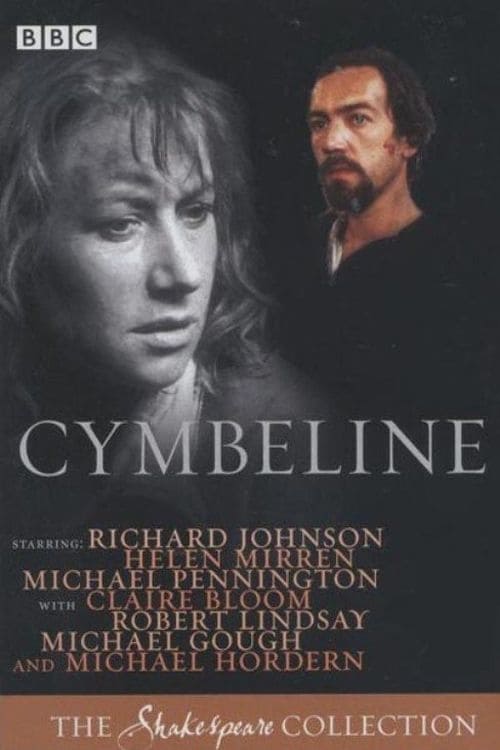 BBC
CYMBELINE
STARRING: RICHARD JOHNSON
HELEN MIRREN
MICHAEL PENNINGTON
WITH CLAIRE BLOOM
ROBERT LINDSAY
MICHAEL GOUGH
AND MICHAEL HORDERN
THE Shakespeare COLLECTION